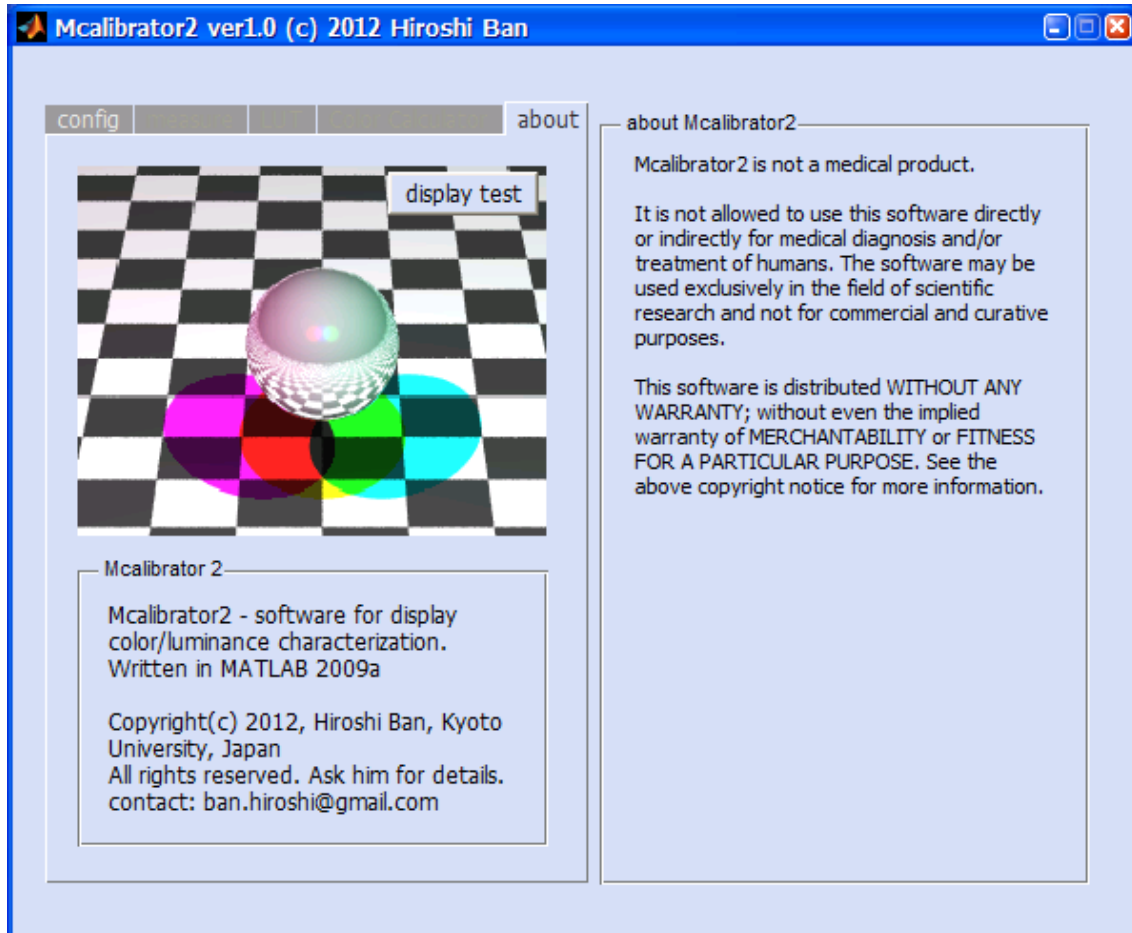 Mcalibrator2 ver1.0 (c) 2012 Hiroshi Ban
config measure LUT about
display test
Mcalibrator 2
Mcalibrator2 - software for display
color/luminance characterization.
Written in MATLAB 2009a
Copyright(c) 2012, Hiroshi Ban, Kyoto
University, Japan
All rights reserved. Ask him for details.
contact: ban.hiroshi@gmail.com
about Mcalibrator2
Mcalibrator2 is not a medical product.
It is not allowed to use this software directly
or indirectly for medical diagnosis and/or
treatment of humans. The software may be
used exclusively in the field of scientific
research and not for commercial and curative
purposes.
This software is distributed WITHOUT ANY
WARRANTY; without even the implied
warranty of MERCHANTABILITY or FITNESS
FOR A PARTICULAR PURPOSE. See the
above copyright notice for more information.